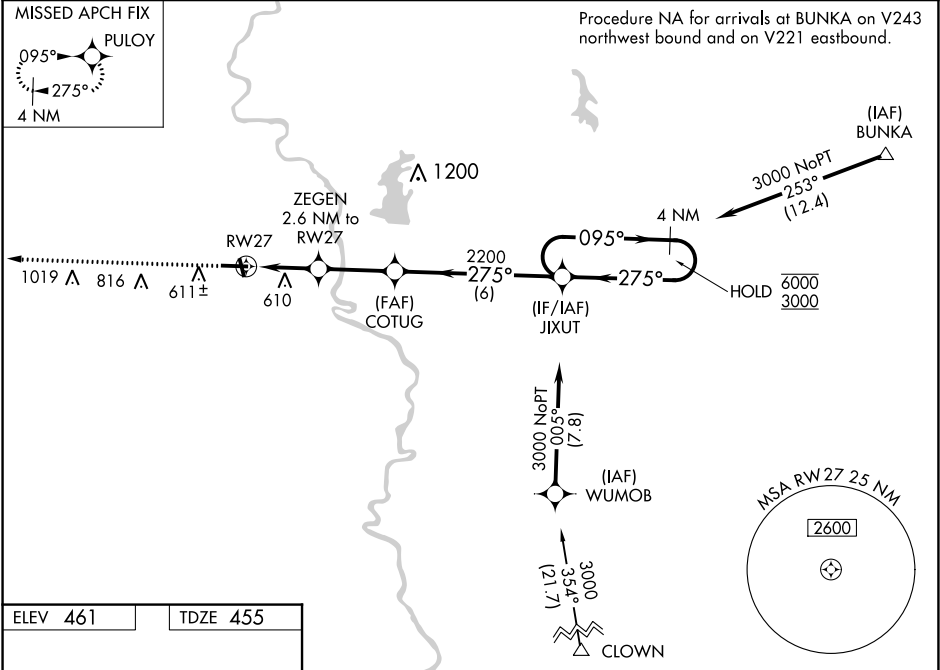 MISSED APCH FIX
PULOY
095°
275°
4 NM
Procedure NA for arrivals at BUNKA on V243
northwest bound and on V221 eastbound.
(IAF)
BUNKA
3000 NoPT
253°
(12.4)
1200
ZEGEN
2.6 NM to
RW27
RW27
4 NM
095°
2200
275°
(6)
275°
HOLD
6000
3000
1019
816
611±
610
(FAF)
COTUG
(IF/IAF)
JIXUT
3000 NoPT
005°
(7.8)
(IAF)
WUMOB
MSA RW27 25 NM
2600
3000
354°
(21.7)
CLOWN
ELEV 461
TDZE 455